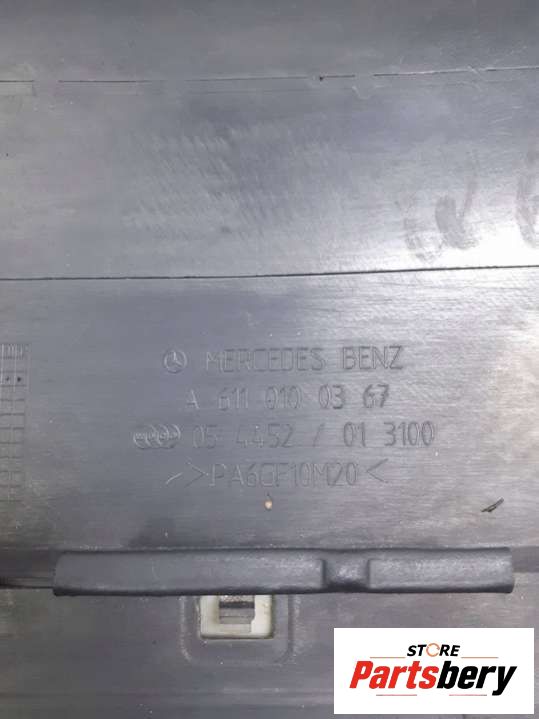 MERCEDES BENZ
A 611 010 03 67
05 4452 / 01 3100
>PA6GF10M20<
STORE
Partsbery